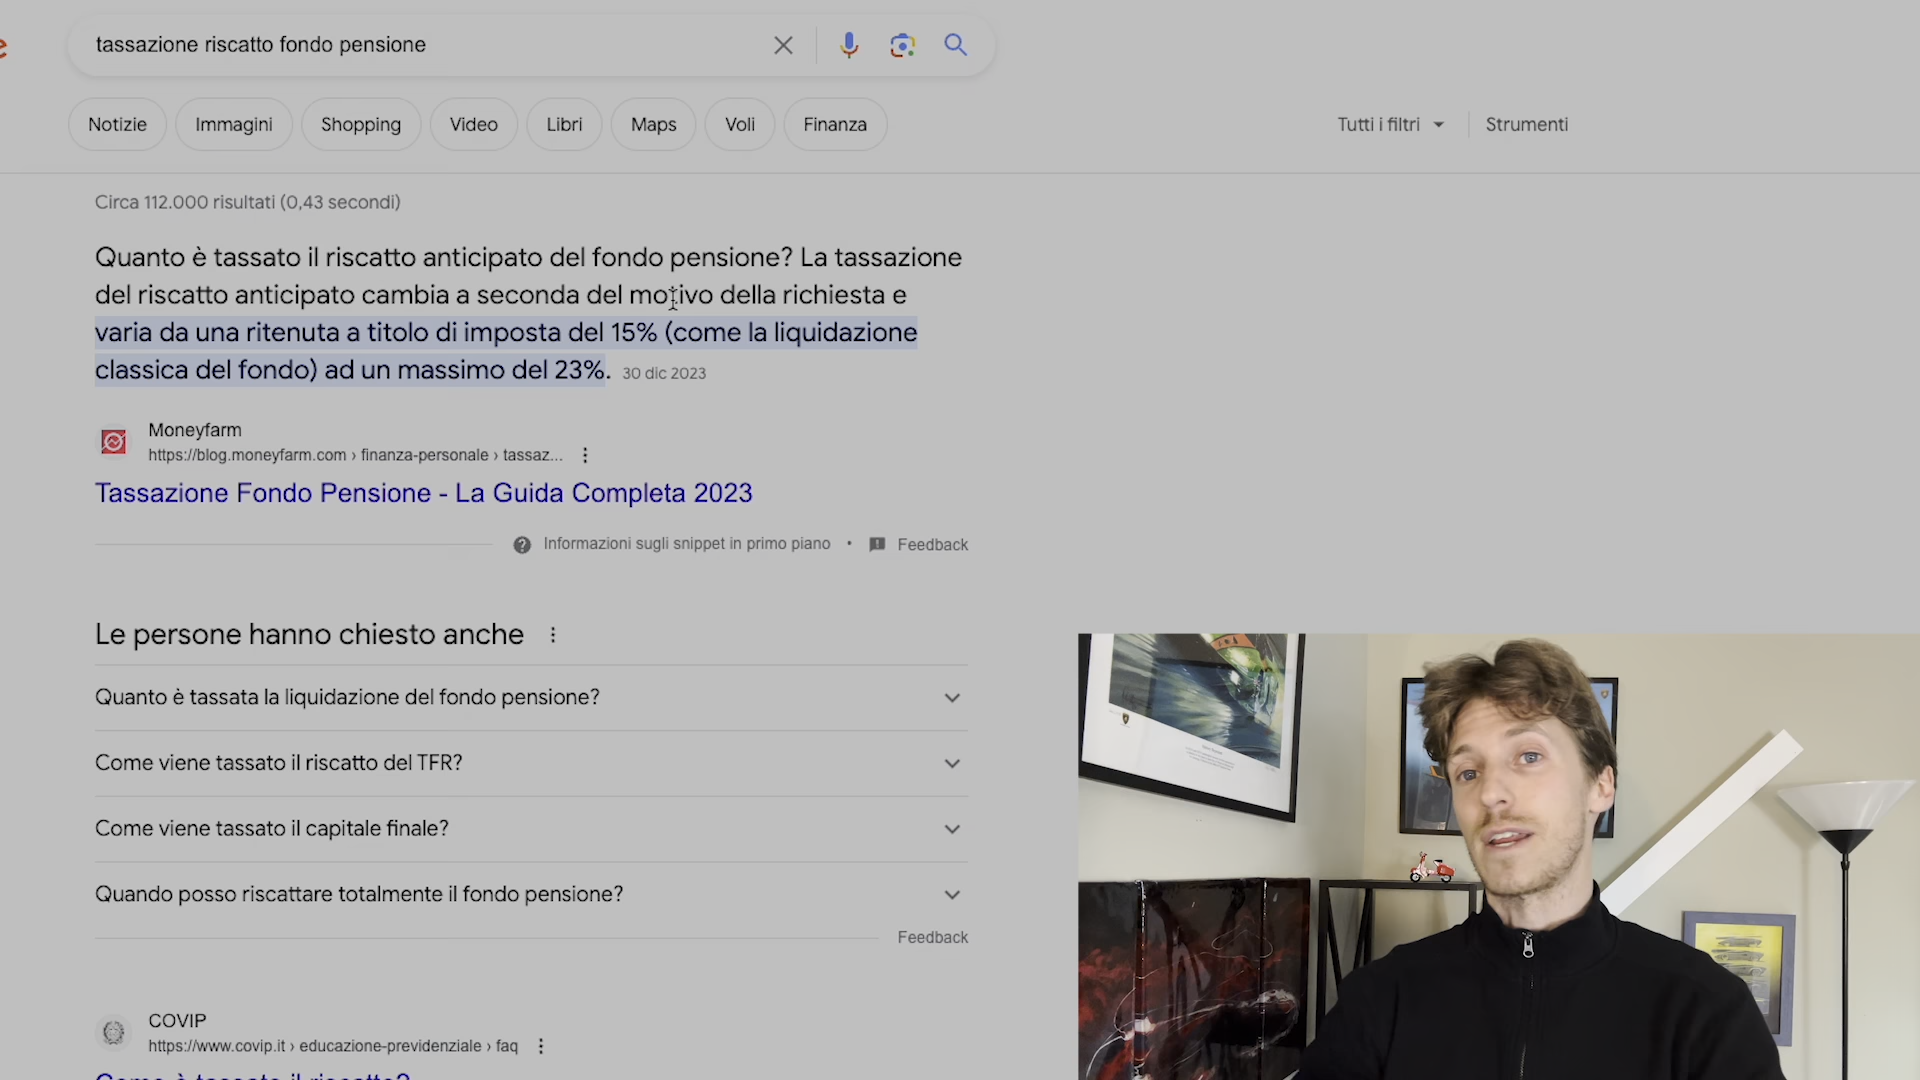 tassazione riscatto fondo pensione
Notizie
Immagini
Shopping
Video
Libri
Maps
Voli
Finanza
Tutti i filtri
Strumenti
Circa 112.000 risultati (0,43 secondi)
Quanto è tassato il riscatto anticipato del fondo pensione? La tassazione
del riscatto anticipato cambia a seconda del motivo della richiesta e
varia da una ritenuta a titolo di imposta del 15% (come la liquidazione
classica del fondo) ad un massimo del 23%. 30 dic 2023
Moneyfarm
https://blog.moneyfarm.com › finanza-personale › tassaz...
Tassazione Fondo Pensione - La Guida Completa 2023
Informazioni sugli snippet in primo piano • Feedback
Le persone hanno chiesto anche
Quanto è tassata la liquidazione del fondo pensione?
Come viene tassato il riscatto del TFR?
Come viene tassato il capitale finale?
Quando posso riscattare totalmente il fondo pensione?
Feedback
COVIP
https://www.covip.it › educazione-previdenziale › faq
Come è tassato il riscatto?